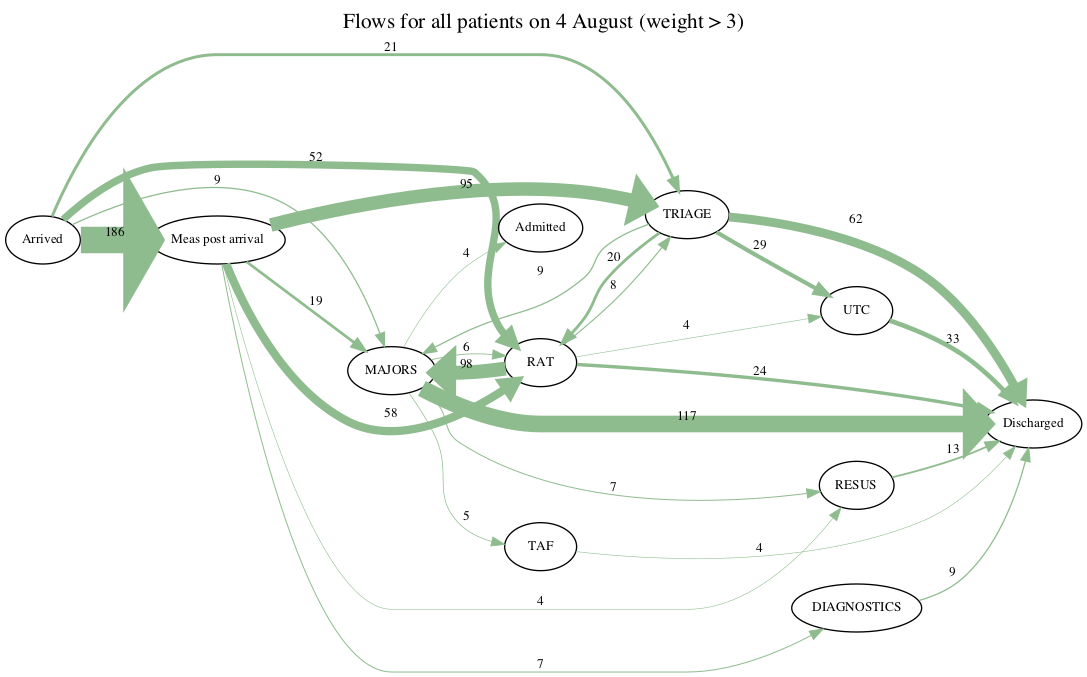 Flows for all patients on 4 August (weight > 3)
21
52
9
95
186
Arrived
Meas post arrival
Admitted
TRIAGE
62
4
9
20
29
8
19
UTC
4
33
6
98
MAJORS
RAT
24
58
117
Discharged
13
7
RESUS
5
TAF
4
9
4
DIAGNOSTICS
7